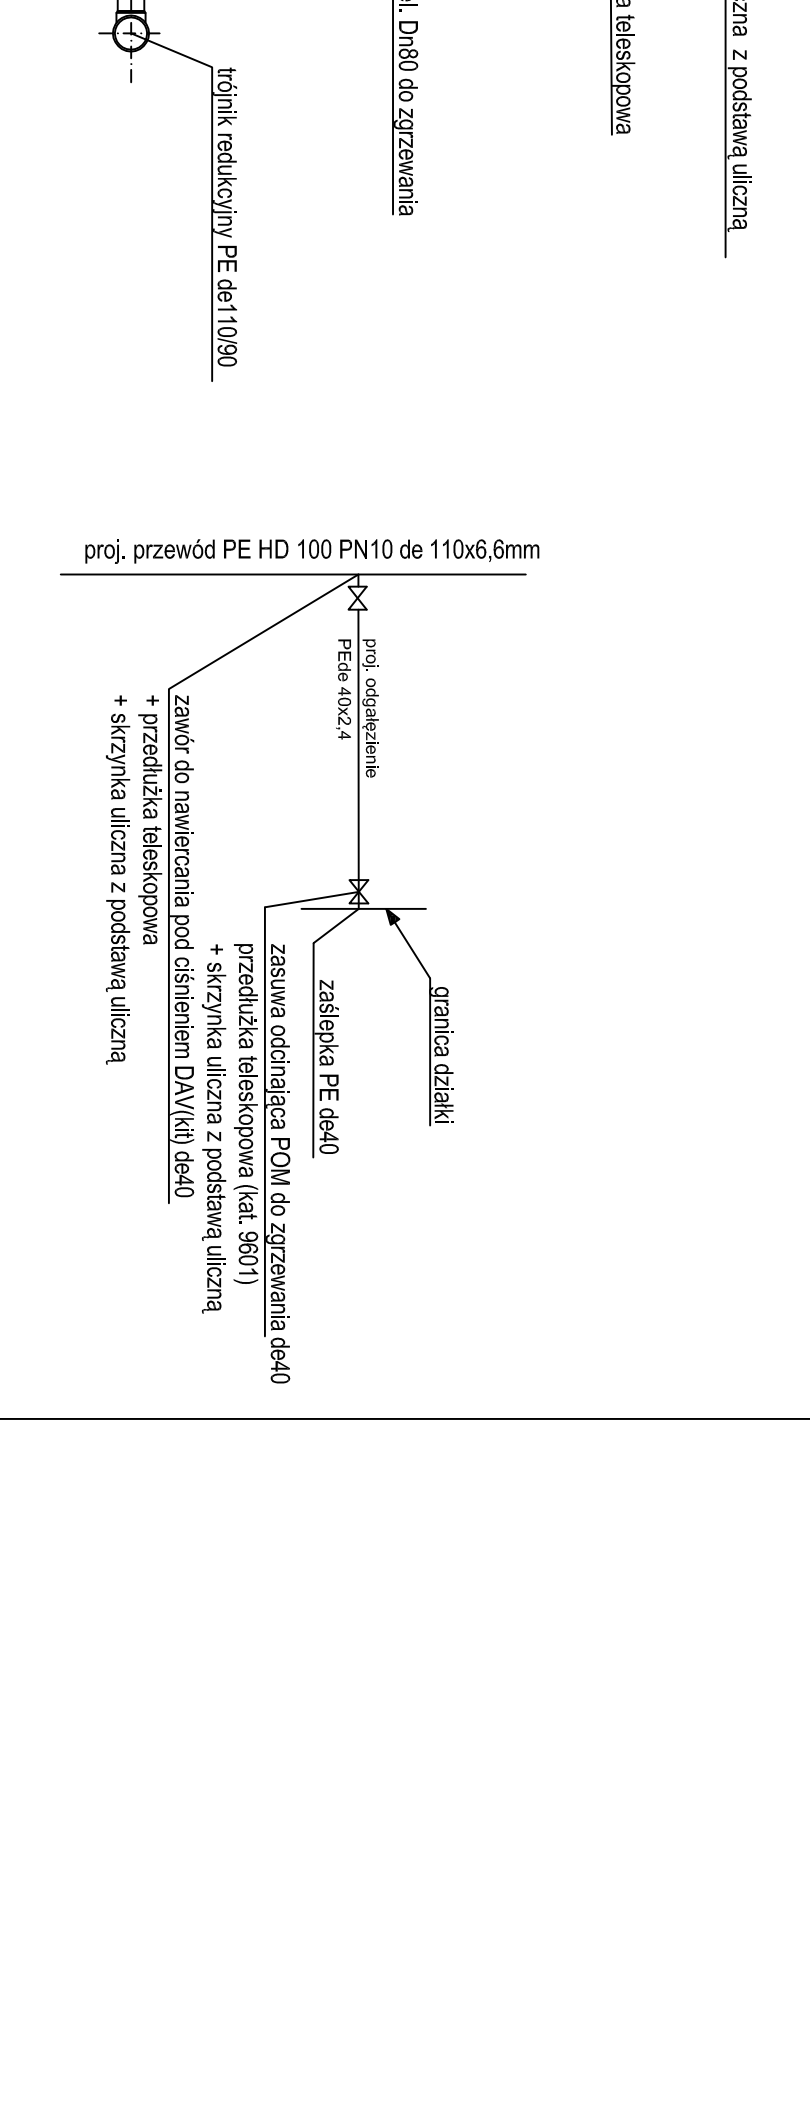 zna z podstawą uliczną
a teleskopowa
el. Dn80 do zgrzewania
trójnik redukcyjny PE de110/90
proj. przewód PE HD 100 PN10 de 110x6,6mm
proj. odgałęzienie
PEde 40x2,4
granica działki
zaślepka PE de40
zasuwa odcinająca POM do zgrzewania de40
przedłużka teleskopowa (kat. 9601)
+ skrzynka uliczna z podstawą uliczną
zawór do nawiercania pod ciśnieniem DAV(kit) de40
+ przedłużka teleskopowa
+ skrzynka uliczna z podstawą uliczną